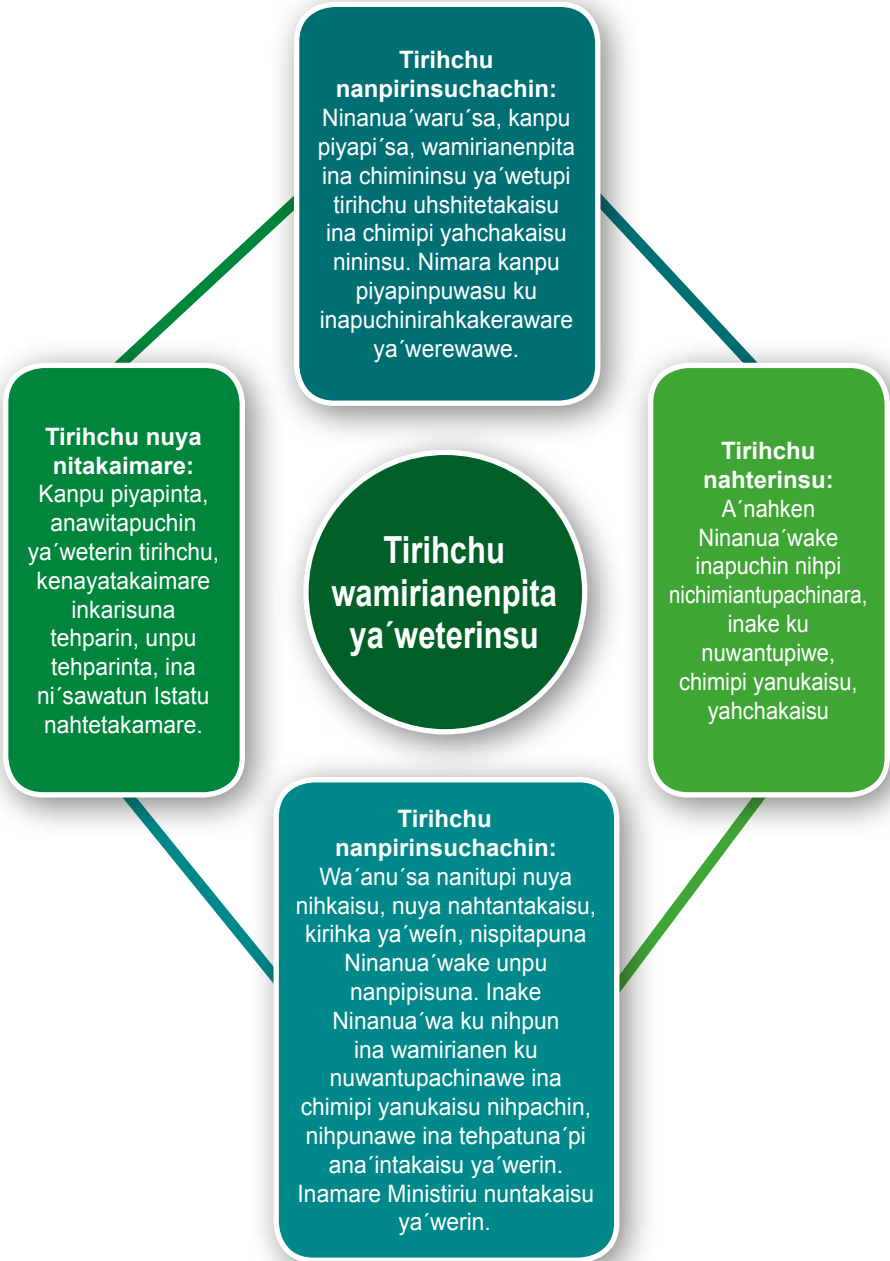 Tirihchu
nanpirinsuchachin:
Ninanua´waru´sa, kanpu
piyapi´sa, wamirianenpita
ina chimininsu ya´wetupi
tirihchu uhshitetakaisu
ina chimipi yahchakaisu
nininsu. Nimara kanpu
piyapinpuwasu ku
inapuchinirahkakeraware
ya´werewawe.
Tirihchu nuya
nitakaimare:
Kanpu piyapinta,
anawitapuchin
ya´weterin tirihchu,
kenayatakaimare
inkarisuna
tehparin, unpu
tehparinta, ina
ni´sawatun Istatu
nahtetakamare.
Tirihchu
wamirianenpita
ya´weterinsu
Tirihchu
nahterinsu:
A´nahken
Ninanua´wake
inapuchin nihpi
nichimiantupachinara,
inake ku
nuwantupiwe,
chimipi yanukaisu,
yahchakaisu
Tirihchu
nanpirinsuchachin:
Wa´anu´sa nanitupi nuya
nihkaisu, nuya nahtantakaisu,
kirihka ya´weín, nispitapuna
Ninanua´wake unpu
nanpipisuna. Inake
Ninanua´wa ku nihpun
ina wamirianen ku
nuwantupachinawe ina
chimipi yanukaisu nihpachin,
nihpunawe ina tehpatuna´pi
ana´intakaisu ya´werin.
Inamare Ministiriu nuntakaisu
ya´werin.